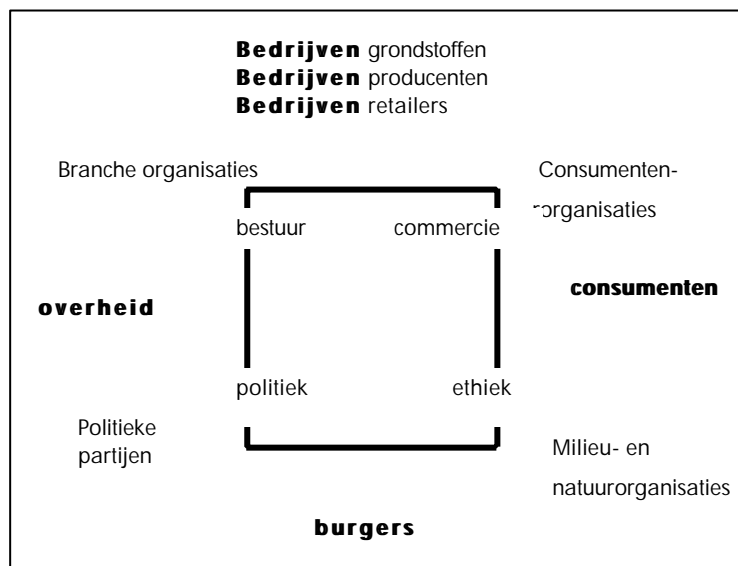 Bedrijven grondstoffen
Bedrijven producenten
Bedrijven retailers
Branche organisaties
Consumenten-
rorganisaties
bestuur
commercie
overheid
consumenten
politiek
ethiek
Politieke
partijen
Milieu- en
natuurorganisaties
burgers